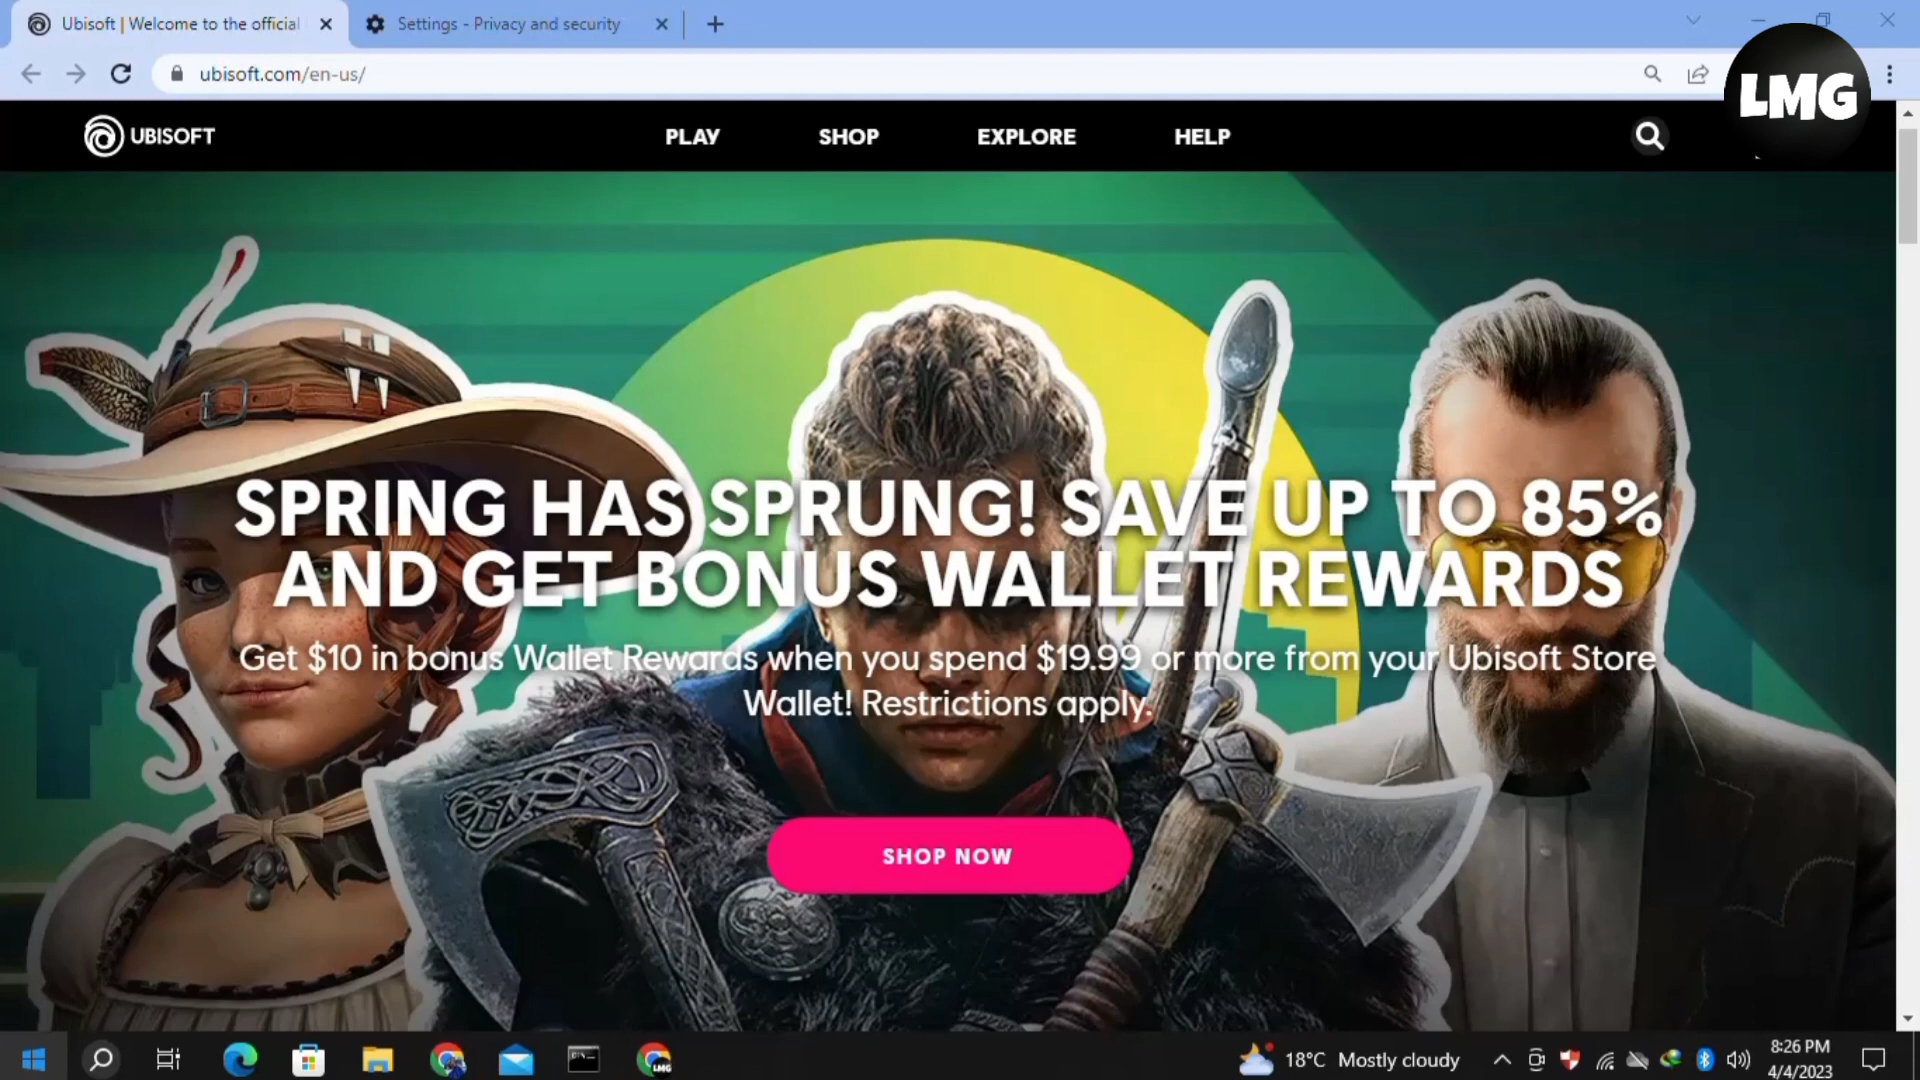 Ubisoft | Welcome to the official
Settings - Privacy and security
ubisoft.com/en-us/
LMG
UBISOFT
PLAY
SHOP
EXPLORE
HELP
SPRING HAS SPRUNG! SAVE UP TO 85%
AND GET BONUS WALLET REWARDS
Get $10 in bonus Wallet Rewards when you spend $19.99 or more from your Ubisoft Store
Wallet! Restrictions apply.
SHOP NOW
LMG
18°C Mostly cloudy
8:26 PM
4/4/2023